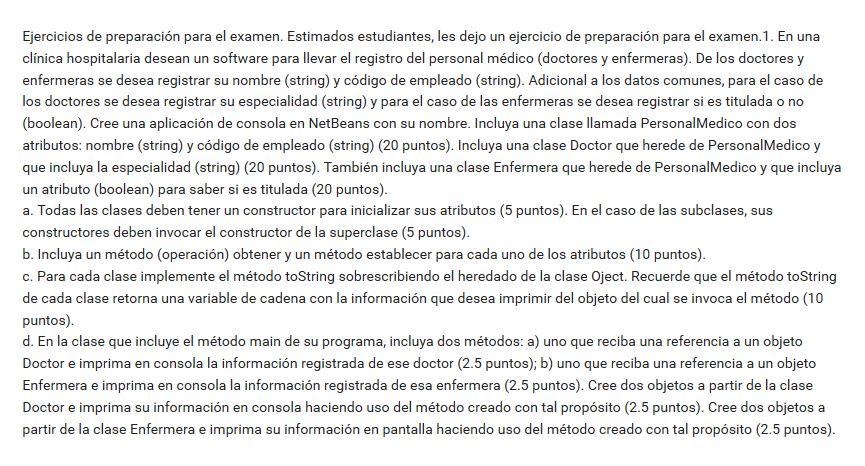 Ejercicios de preparación para el examen. Estimados estudiantes, les dejo un ejercicio de preparación para el examen.1. En una
clínica hospitalaria desean un software para llevar el registro del personal médico (doctores y enfermeras). De los doctores y
enfermeras se desea registrar su nombre (string) y código de empleado (string). Adicional a los datos comunes, para el caso de
los doctores se desea registrar su especialidad (string) y para el caso de las enfermeras se desea registrar si es titulada o no
(boolean). Cree una aplicación de consola en NetBeans con su nombre. Incluya una clase llamada PersonalMedico con dos
atributos: nombre (string) y código de empleado (string) (20 puntos). Incluya una clase Doctor que herede de PersonalMedico y
que incluya la especialidad (string) (20 puntos). También incluya una clase Enfermera que herede de PersonalMedico y que incluya
un atributo (boolean) para saber si es titulada (20 puntos).
a. Todas las clases deben tener un constructor para inicializar sus atributos (5 puntos). En el caso de las subclases, sus
constructores deben invocar el constructor de la superclase (5 puntos).
b. Incluya un método (operación) obtener y un método establecer para cada uno de los atributos (10 puntos).
c. Para cada clase implemente el método toString sobrescribiendo el heredado de la clase Oject. Recuerde que el método toString
de cada clase retorna una variable de cadena con la información que desea imprimir del objeto del cual se invoca el método (10
puntos).
d. En la clase que incluye el método main de su programa, incluya dos métodos: a) uno que reciba una referencia a un objeto
Doctor e imprima en consola la información registrada de ese doctor (2.5 puntos); b) uno que reciba una referencia a un objeto
Enfermera e imprima en consola la información registrada de esa enfermera (2.5 puntos). Cree dos objetos a partir de la clase
Doctor e imprima su información en consola haciendo uso del método creado con tal propósito (2.5 puntos). Cree dos objetos a
partir de la clase Enfermera e imprima su información en pantalla haciendo uso del método creado con tal propósito (2.5 puntos).